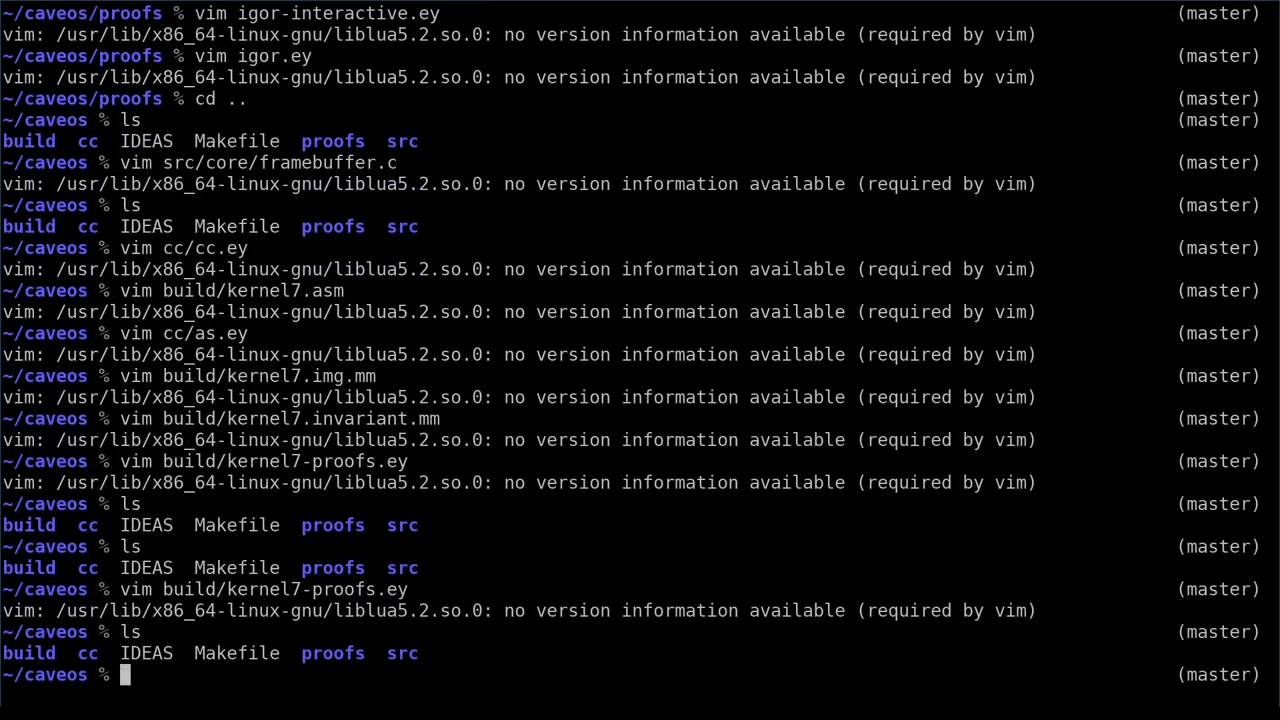 ~/caveos/proofs % vim igor-interactive.ey (master)
vim: /usr/lib/x86_64-linux-gnu/liblua5.2.so.0: no version information available (required by vim)
~/caveos/proofs % vim igor.ey (master)
vim: /usr/lib/x86_64-linux-gnu/liblua5.2.so.0: no version information available (required by vim)
~/caveos/proofs % cd .. (master)
~/caveos % ls (master)
build cc IDEAS Makefile proofs src
~/caveos % vim src/core/framebuffer.c (master)
vim: /usr/lib/x86_64-linux-gnu/liblua5.2.so.0: no version information available (required by vim)
~/caveos % ls (master)
build cc IDEAS Makefile proofs src
~/caveos % vim cc/cc.ey (master)
vim: /usr/lib/x86_64-linux-gnu/liblua5.2.so.0: no version information available (required by vim)
~/caveos % vim build/kernel7.asm (master)
vim: /usr/lib/x86_64-linux-gnu/liblua5.2.so.0: no version information available (required by vim)
~/caveos % vim cc/as.ey (master)
vim: /usr/lib/x86_64-linux-gnu/liblua5.2.so.0: no version information available (required by vim)
~/caveos % vim build/kernel7.img.mm (master)
vim: /usr/lib/x86_64-linux-gnu/liblua5.2.so.0: no version information available (required by vim)
~/caveos % vim build/kernel7.invariant.mm (master)
vim: /usr/lib/x86_64-linux-gnu/liblua5.2.so.0: no version information available (required by vim)
~/caveos % vim build/kernel7-proofs.ey (master)
vim: /usr/lib/x86_64-linux-gnu/liblua5.2.so.0: no version information available (required by vim)
~/caveos % ls (master)
build cc IDEAS Makefile proofs src
~/caveos % ls (master)
build cc IDEAS Makefile proofs src
~/caveos % vim build/kernel7-proofs.ey (master)
vim: /usr/lib/x86_64-linux-gnu/liblua5.2.so.0: no version information available (required by vim)
~/caveos % ls (master)
build cc IDEAS Makefile proofs src
~/caveos % (master)